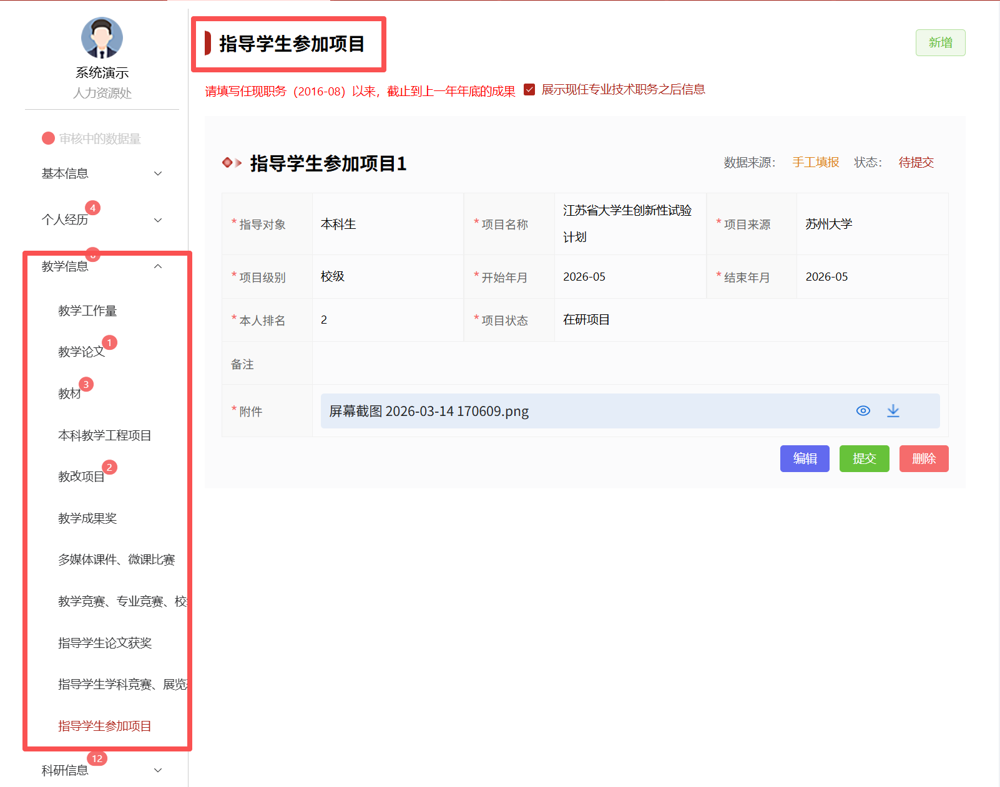 系统演示
人力资源处
审核中的数据量
基本信息
4
个人经历
教学信息
教学工作量
1
教学论文
3
教材
本科教学工程项目
2
教改项目
教学成果奖
多媒体课件、微课比赛
教学竞赛、专业竞赛、校
指导学生论文获奖
指导学生学科竞赛、展览
指导学生参加项目
12
科研信息
指导学生参加项目
新增
请填写任现职务（2016-08）以来，截止到上一年年底的成果 展示现任专业技术职务之后信息
指导学生参加项目1
数据来源： 手工填报 状态： 待提交
*指导对象 本科生 *项目名称 江苏省大学生创新性试验
计划 *项目来源 苏州大学
*项目级别 校级 *开始年月 2026-05 *结束年月 2026-05
*本人排名 2 *项目状态 在研项目
备注
*附件 屏幕截图 2026-03-14 170609.png
编辑 提交 删除